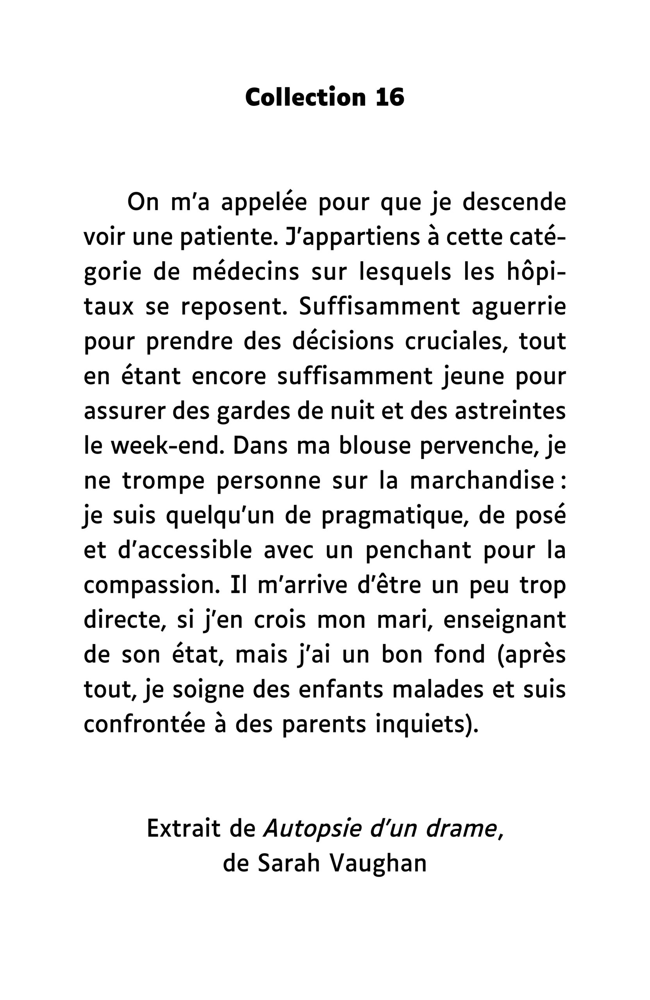 Collection 16
On m’a appelée pour que je descende
voir une patiente. J’appartiens à cette caté-
gorie de médecins sur lesquels les hôpi-
taux se reposent. Suffisamment aguerrie
pour prendre des décisions cruciales, tout
en étant encore suffisamment jeune pour
assurer des gardes de nuit et des astreintes
le week-end. Dans ma blouse pervenche, je
ne trompe personne sur la marchandise :
je suis quelqu’un de pragmatique, de posé
et d’accessible avec un penchant pour la
compassion. Il m’arrive d’être un peu trop
directe, si j’en crois mon mari, enseignant
de son état, mais j’ai un bon fond (après
tout, je soigne des enfants malades et suis
confrontée à des parents inquiets).
Extrait de Autopsie d’un drame,
de Sarah Vaughan